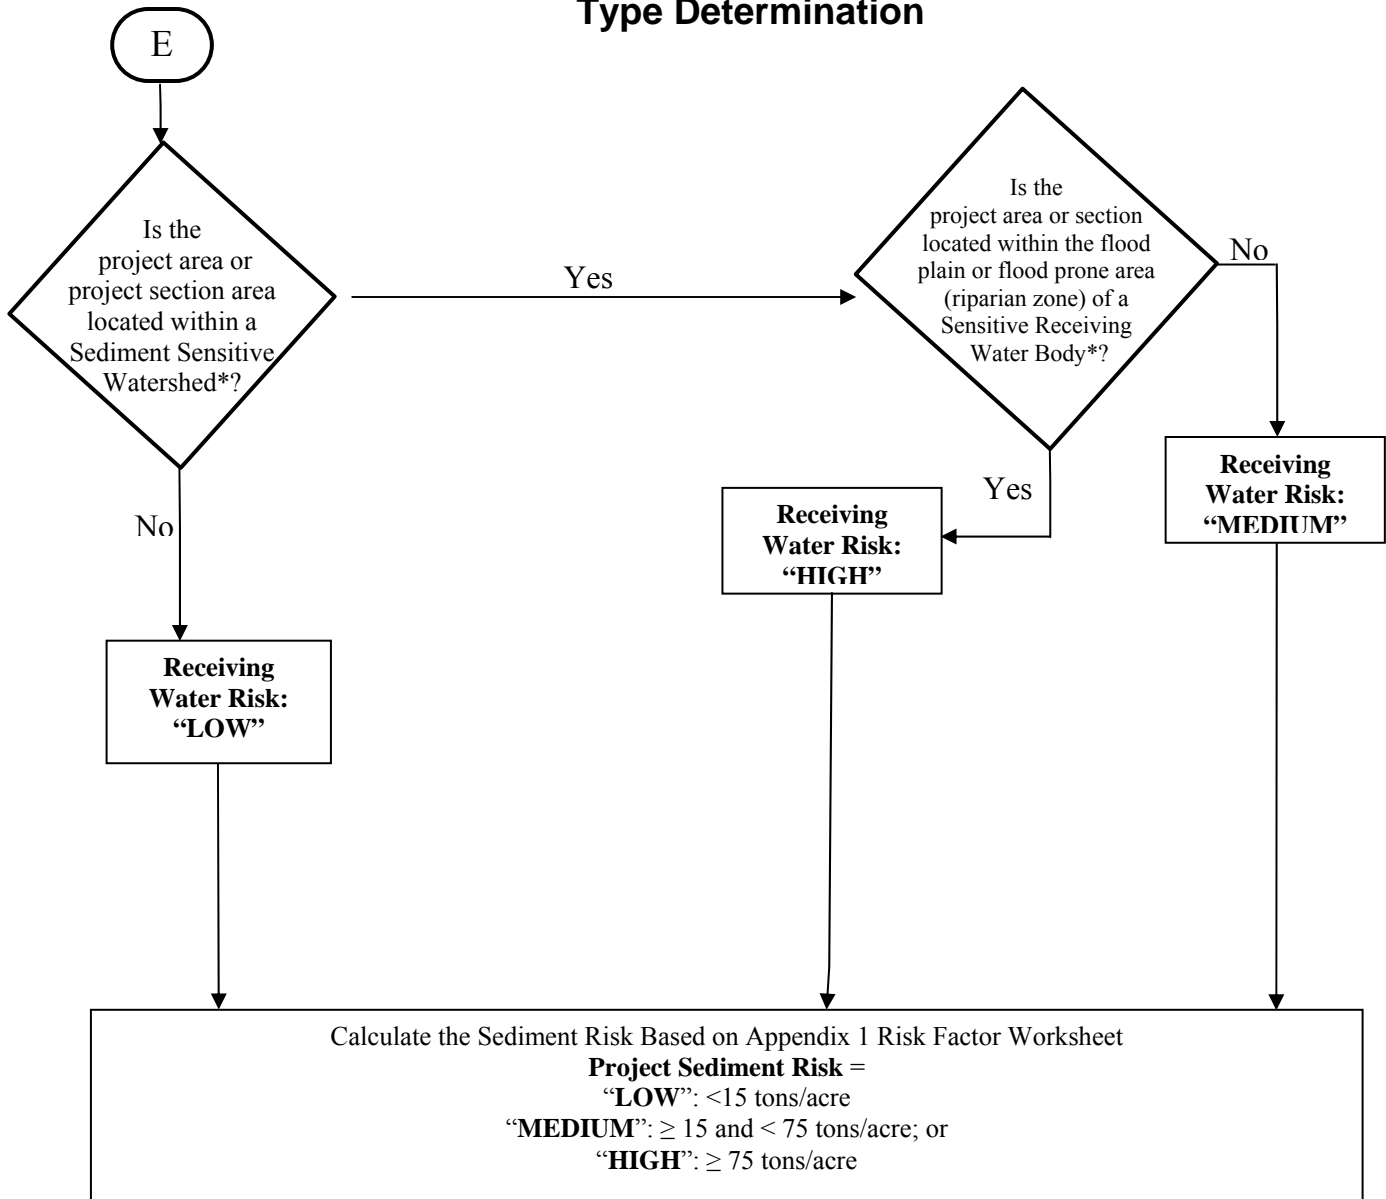 Type Determination
E
Is the
project area or
project section area
located within a
Sediment Sensitive
Watershed*?
Yes
Is the
project area or section
located within the flood
plain or flood prone area
(riparian zone) of a
Sensitive Receiving
Water Body*?
No
Yes
Receiving
Water Risk:
“MEDIUM”
Receiving
Water Risk:
“HIGH”
No
Receiving
Water Risk:
“LOW”
Calculate the Sediment Risk Based on Appendix 1 Risk Factor Worksheet
Project Sediment Risk =
“LOW”: <15 tons/acre
“MEDIUM”: ≥ 15 and < 75 tons/acre; or
“HIGH”: ≥ 75 tons/acre